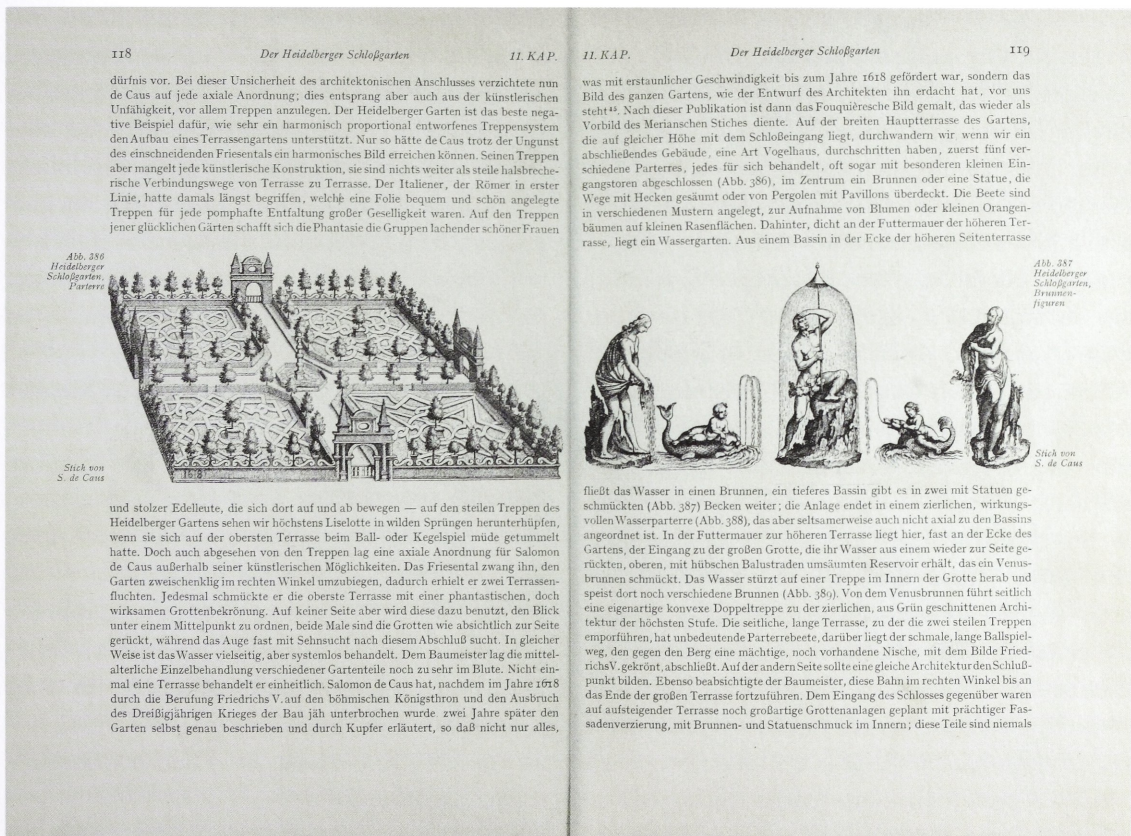 118
Der Heidelberger Schloßgarten
11. KAP.
dürfnis vor. Bei dieser Unsicherheit des architektonischen Anschlusses verzichtete nun
de Caus auf jede axiale Anordnung; dies entsprang aber auch aus der künstlerischen
Unfähigkeit, vor allem Treppen anzulegen. Der Heidelberger Garten ist das beste nega-
tive Beispiel dafür, wie sehr ein harmonisch proportional entworfenes Treppensystem
den Aufbau eines Terrassengartens unterstützt. Nur so hätte de Caus trotz der Ungunst
des einschneidenden Friesentals ein harmonisches Bild erreichen können. Seinen Treppen
aber mangelt jede künstlerische Konstruktion, sie sind nichts weiter als steile halsbreche-
rische Verbindungswege von Terrasse zu Terrasse. Der Italiener, der Römer in erster
Linie, hatte damals längst begriffen, welche eine Folie bequem und schön angelegte
Treppen für jede pomphafte Entfaltung großer Geselligkeit waren. Auf den Treppen
jener glücklichen Gärten schafft sich die Phantasie die Gruppen lachender schöner Frauen
Abb. 386
Heidelberger
Schloßgarten,
Parterre
Stich von
S. de Caus
und stolzer Edelleute, die sich dort auf und ab bewegen — auf den steilen Treppen des
Heidelberger Gartens sehen wir höchstens Liselotte in wilden Sprüngen herunterhüpfen,
wenn sie sich auf der obersten Terrasse beim Ball- oder Kegelspiel müde getummelt
hatte. Doch auch abgesehen von den Treppen lag eine axiale Anordnung für Salomon
de Caus außerhalb seiner künstlerischen Möglichkeiten. Das Friesental zwang ihn, den
Garten zweischenklig im rechten Winkel umzubiegen, dadurch erhielt er zwei Terrassen-
fluchten. Jedesmal schmückte er die oberste Terrasse mit einer phantastischen, doch
wirksamen Grottenbekrönung. Auf keiner Seite aber wird diese dazu benutzt, den Blick
unter einem Mittelpunkt zu ordnen, beide Male sind die Grotten wie absichtlich zur Seite
gerückt, während das Auge fast mit Sehnsucht nach diesem Abschluß sucht. In gleicher
Weise ist das Wasser vielseitig, aber systemlos behandelt. Dem Baumeister lag die mittel-
alterliche Einzelbehandlung verschiedener Gartenteile noch zu sehr im Blute. Nicht ein-
mal eine Terrasse behandelt er einheitlich. Salomon de Caus hat, nachdem im Jahre 1618
durch die Berufung Friedrichs V. auf den böhmischen Königsthron und den Ausbruch
des Dreißigjährigen Krieges der Bau jäh unterbrochen wurde. zwei Jahre später den
Garten selbst genau beschrieben und durch Kupfer erläutert, so daß nicht nur alles,
11. KAP.
Der Heidelberger Schloßgarten
119
was mit erstaunlicher Geschwindigkeit bis zum Jahre 1618 gefördert war, sondern das
Bild des ganzen Gartens, wie der Entwurf des Architekten ihn erdacht hat, vor uns
steht⁴⁵. Nach dieser Publikation ist dann das Fouquièresche Bild gemalt, das wieder als
Vorbild des Merianschen Stiches diente. Auf der breiten Hauptterrasse des Gartens,
die auf gleicher Höhe mit dem Schloßeingang liegt, durchwandern wir wenn wir ein
abschließendes Gebäude, eine Art Vogelhaus, durchschritten haben, zuerst fünf ver-
schiedene Parterres, jedes für sich behandelt, oft sogar mit besonderen kleinen Ein-
gangstoren abgeschlossen (Abb. 386), im Zentrum ein Brunnen oder eine Statue, die
Wege mit Hecken gesäumt oder von Pergolen mit Pavillons überdeckt. Die Beete sind
in verschiedenen Mustern angelegt, zur Aufnahme von Blumen oder kleinen Orangen-
bäumen auf kleinen Rasenflächen. Dahinter, dicht an der Futtermauer der höheren Ter-
rasse, liegt ein Wassergarten. Aus einem Bassin in der Ecke der höheren Seitenterrasse
Abb. 387
Heidelberger
Schloßgarten,
Brunnen-
figuren
Stich von
S. de Caus
fließt das Wasser in einen Brunnen, ein tieferes Bassin gibt es in zwei mit Statuen ge-
schmückten (Abb. 387) Becken weiter; die Anlage endet in einem zierlichen, wirkungs-
vollen Wasserparterre (Abb. 388), das aber seltsamerweise auch nicht axial zu den Bassins
angeordnet ist. In der Futtermauer zur höheren Terrasse liegt hier, fast an der Ecke des
Gartens, der Eingang zu der großen Grotte, die ihr Wasser aus einem wieder zur Seite ge-
rückten, oberen, mit hübschen Balustraden umsäumten Reservoir erhält, das ein Venus-
brunnen schmückt. Das Wasser stürzt auf einer Treppe im Innern der Grotte herab und
speist dort noch verschiedene Brunnen (Abb. 389). Von dem Venusbrunnen führt seitlich
eine eigenartige konvexe Doppeltreppe zu der zierlichen, aus Grün geschnittenen Archi-
tektur der höchsten Stufe. Die seitliche, lange Terrasse, zu der die zwei steilen Treppen
emporführen, hat unbedeutende Parterrebeete, darüber liegt der schmale, lange Ballspiel-
weg, den gegen den Berg eine mächtige, noch vorhandene Nische, mit dem Bilde Fried-
richs V. gekrönt, abschließt. Auf der andern Seite sollte eine gleiche Architektur den Schluß-
punkt bilden. Ebenso beabsichtigte der Baumeister, diese Bahn im rechten Winkel bis an
das Ende der großen Terrasse fortzuführen. Dem Eingang des Schlosses gegenüber waren
auf aufsteigender Terrasse noch großartige Grottenanlagen geplant mit prächtiger Fas-
sadenverzierung, mit Brunnen- und Statuenschmuck im Innern; diese Teile sind niemals